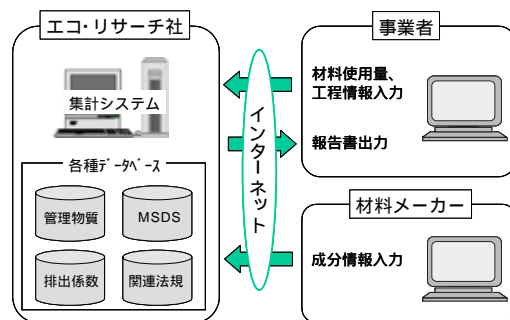 エコ・リサーチ社
集計システム
各種ﾃﾞｰﾀﾍﾞｰｽ
管理物質
MSDS
排出係数
関連法規
インターネット
事業者
材料使用量、
工程情報入力
報告書出力
材料メーカー
成分情報入力